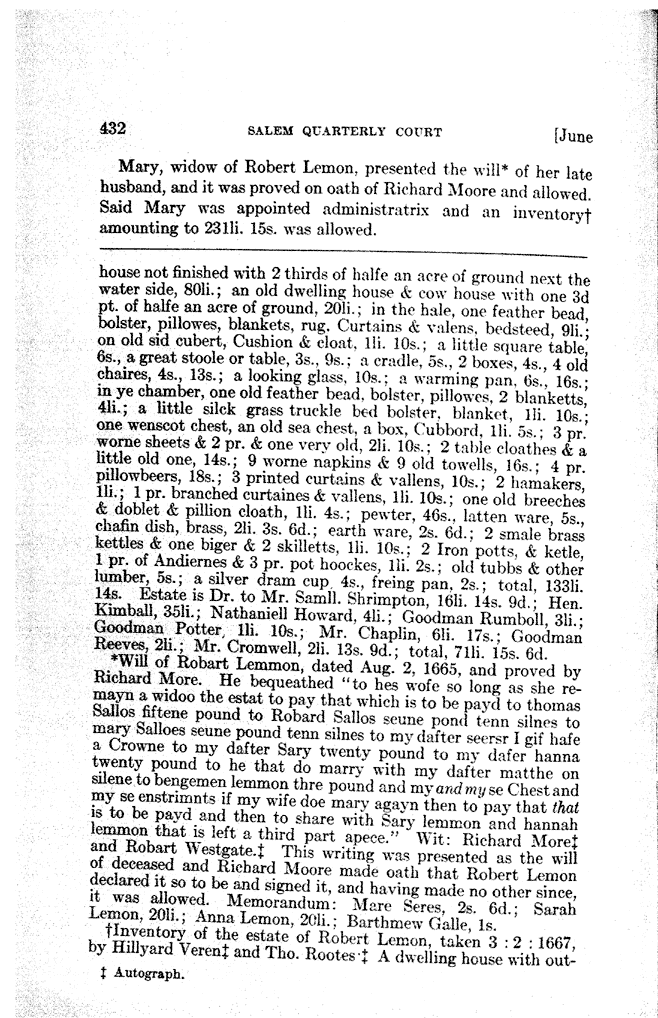 432 SALEM QUARTERLY COURT [June
Mary, widow of Robert Lemon, presented the will* of her late
husband, and it was proved on oath of Richard Moore and allowed.
Said Mary was appointed administratrix and an inventory†
amounting to 231li. 15s. was allowed.
house not finished with 2 thirds of halfe an acre of ground next the
water side, 80li.; an old dwelling house & cow house with one 3d
pt. of halfe an acre of ground, 20li.; in the hale, one feather bead,
bolster, pillowes, blankets, rug. Curtains & valens, bedsteed, 9li.;
on old sid cubert, Cushion & cloat, 1li. 10s.; a little square table,
6s., a great stoole or table, 3s., 9s.; a cradle, 5s., 2 boxes, 4s., 4 old
chaires, 4s., 13s.; a looking glass, 10s.; a warming pan, 6s., 16s.;
in ye chamber, one old feather bead, bolster, pillowes, 2 blanketts,
4li.; a little silck grass truckle bed bolster, blanket, 1li. 10s.;
one wenscot chest, an old sea chest, a box, Cubbord, 1li. 5s.; 3 pr.
worne sheets & 2 pr. & one very old, 2li. 10s.; 2 table cloathes & a
little old one, 14s.; 9 worne napkins & 9 old towells, 16s.; 4 pr.
pillowbeers, 18s.; 3 printed curtains & vallens, 10s.; 2 hamakers,
1li.; 1 pr. branched curtaines & vallens, 1li. 10s.; one old breeches
& doblet & pillion cloath, 1li. 4s.; pewter, 46s., latten ware, 5s.,
chafin dish, brass, 2li. 3s. 6d.; earth ware, 2s. 6d.; 2 smale brass
kettles & one biger & 2 skilletts, 1li. 10s.; 2 Iron potts, & ketle,
1 pr. of Andiernes & 3 pr. pot hoockes, 1li. 2s.; old tubbs & other
lumber, 5s.; a silver dram cup, 4s., freing pan, 2s.; total, 133li.
14s. Estate is Dr. to Mr. Samll. Shrimpton, 16li. 14s. 9d.; Hen.
Kimball, 35li.; Nathaniell Howard, 4li.; Goodman Rumboll, 3li.;
Goodman Potter, 1li. 10s.; Mr. Chaplin, 6li. 17s.; Goodman
Reeves, 2li.; Mr. Cromwell, 2li. 13s. 9d.; total, 71li. 15s. 6d.
*Will of Robart Lemmon, dated Aug. 2, 1665, and proved by
Richard More. He bequeathed "to hes wofe so long as she re-
mayn a widoo the estat to pay that which is to be payd to thomas
Sallos fiftene pound to Robard Sallos seune pond tenn silnes to
mary Salloes seune pound tenn silnes to my dafter seersr I gif hafe
a Crowne to my dafter Sary twenty pound to my dafer hanna
twenty pound to he that do marry with my dafter matthe on
silene to bengemen lemmon thre pound and my and my se Chest and
my se enstrimnts if my wife doe mary agayn then to pay that that
is to be payd and then to share with Sary lemmon and hannah
lemmon that is left a third part apece." Wit: Richard More‡
and Robart Westgate.‡ This writing was presented as the will
of deceased and Richard Moore made oath that Robert Lemon
declared it so to be and signed it, and having made no other since,
it was allowed. Memorandum: Mare Seres, 2s. 6d.; Sarah
Lemon, 20li.; Anna Lemon, 20li.; Barthmew Galle, 1s.
†Inventory of the estate of Robert Lemon, taken 3 : 2 : 1667,
by Hillyard Veren‡ and Tho. Rootes·‡ A dwelling house with out-
‡ Autograph.